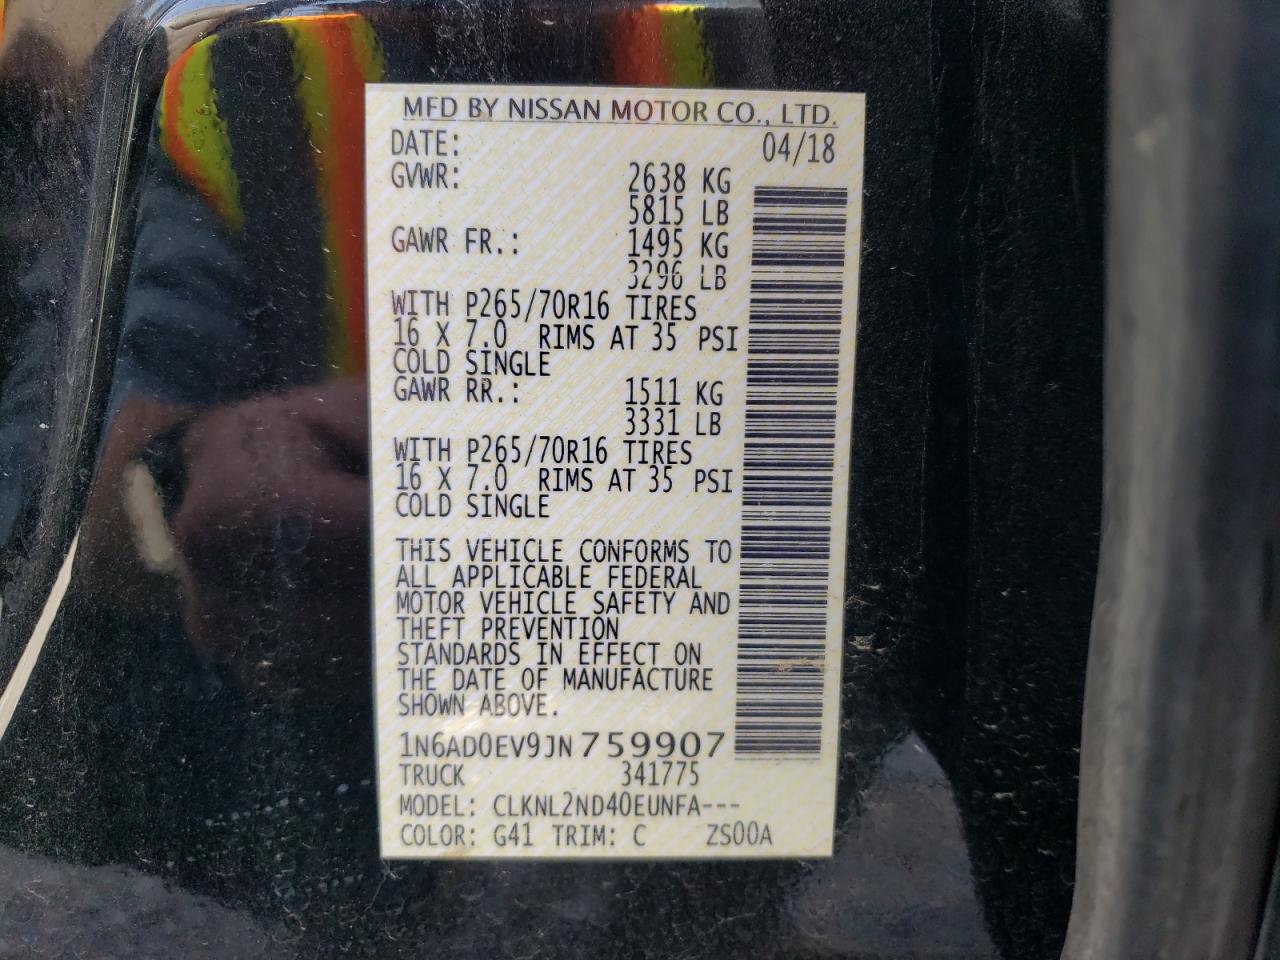 MFD BY NISSAN MOTOR CO., LTD.
DATE: 04/18
GVWR: 2638 KG
5815 LB
GAWR FR.: 1495 KG
3296 LB
WITH P265/70R16 TIRES
16 X 7.0 RIMS AT 35 PSI
COLD SINGLE
GAWR RR.: 1511 KG
3331 LB
WITH P265/70R16 TIRES
16 X 7.0 RIMS AT 35 PSI
COLD SINGLE
THIS VEHICLE CONFORMS TO
ALL APPLICABLE FEDERAL
MOTOR VEHICLE SAFETY AND
THEFT PREVENTION
STANDARDS IN EFFECT ON
THE DATE OF MANUFACTURE
SHOWN ABOVE.
1N6AD0EV9JN759907
TRUCK 341775
MODEL: CLKNL2ND40EUNFA---
COLOR: G41 TRIM: C ZS00A